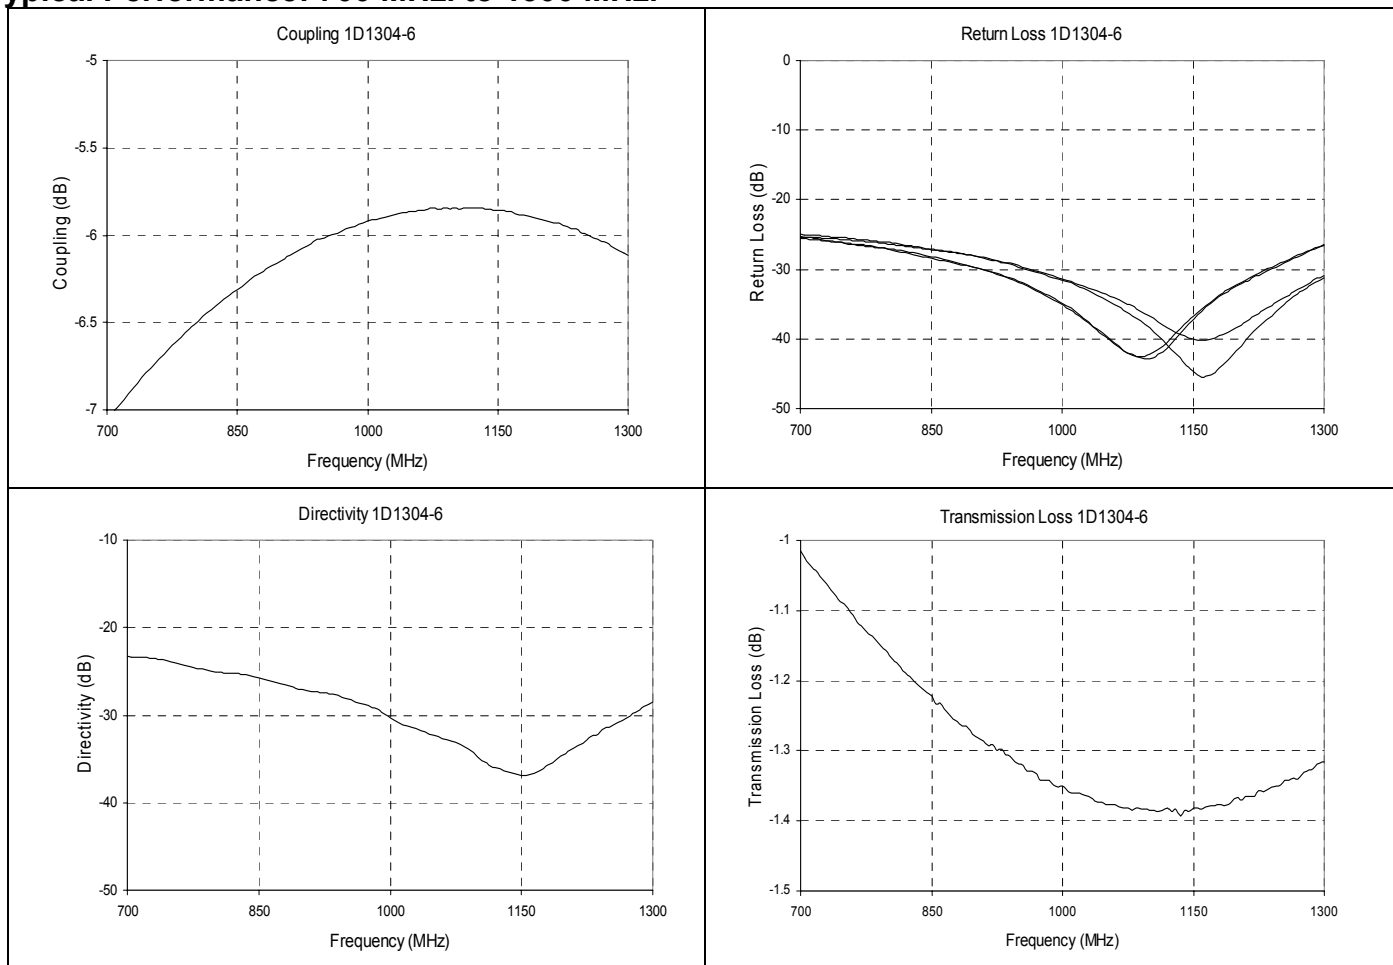 Coupling 1D1304-6
-5
-5.5
-6
-6.5
-7
Coupling (dB)
700 850 1000 1150 1300
Frequency (MHz)
Return Loss 1D1304-6
0
-10
-20
-30
-40
-50
Return Loss (dB)
700 850 1000 1150 1300
Frequency (MHz)
Directivity 1D1304-6
-10
-20
-30
-40
-50
Directivity (dB)
700 850 1000 1150 1300
Frequency (MHz)
Transmission Loss 1D1304-6
-1
-1.1
-1.2
-1.3
-1.4
-1.5
Transmission Loss (dB)
700 850 1000 1150 1300
Frequency (MHz)